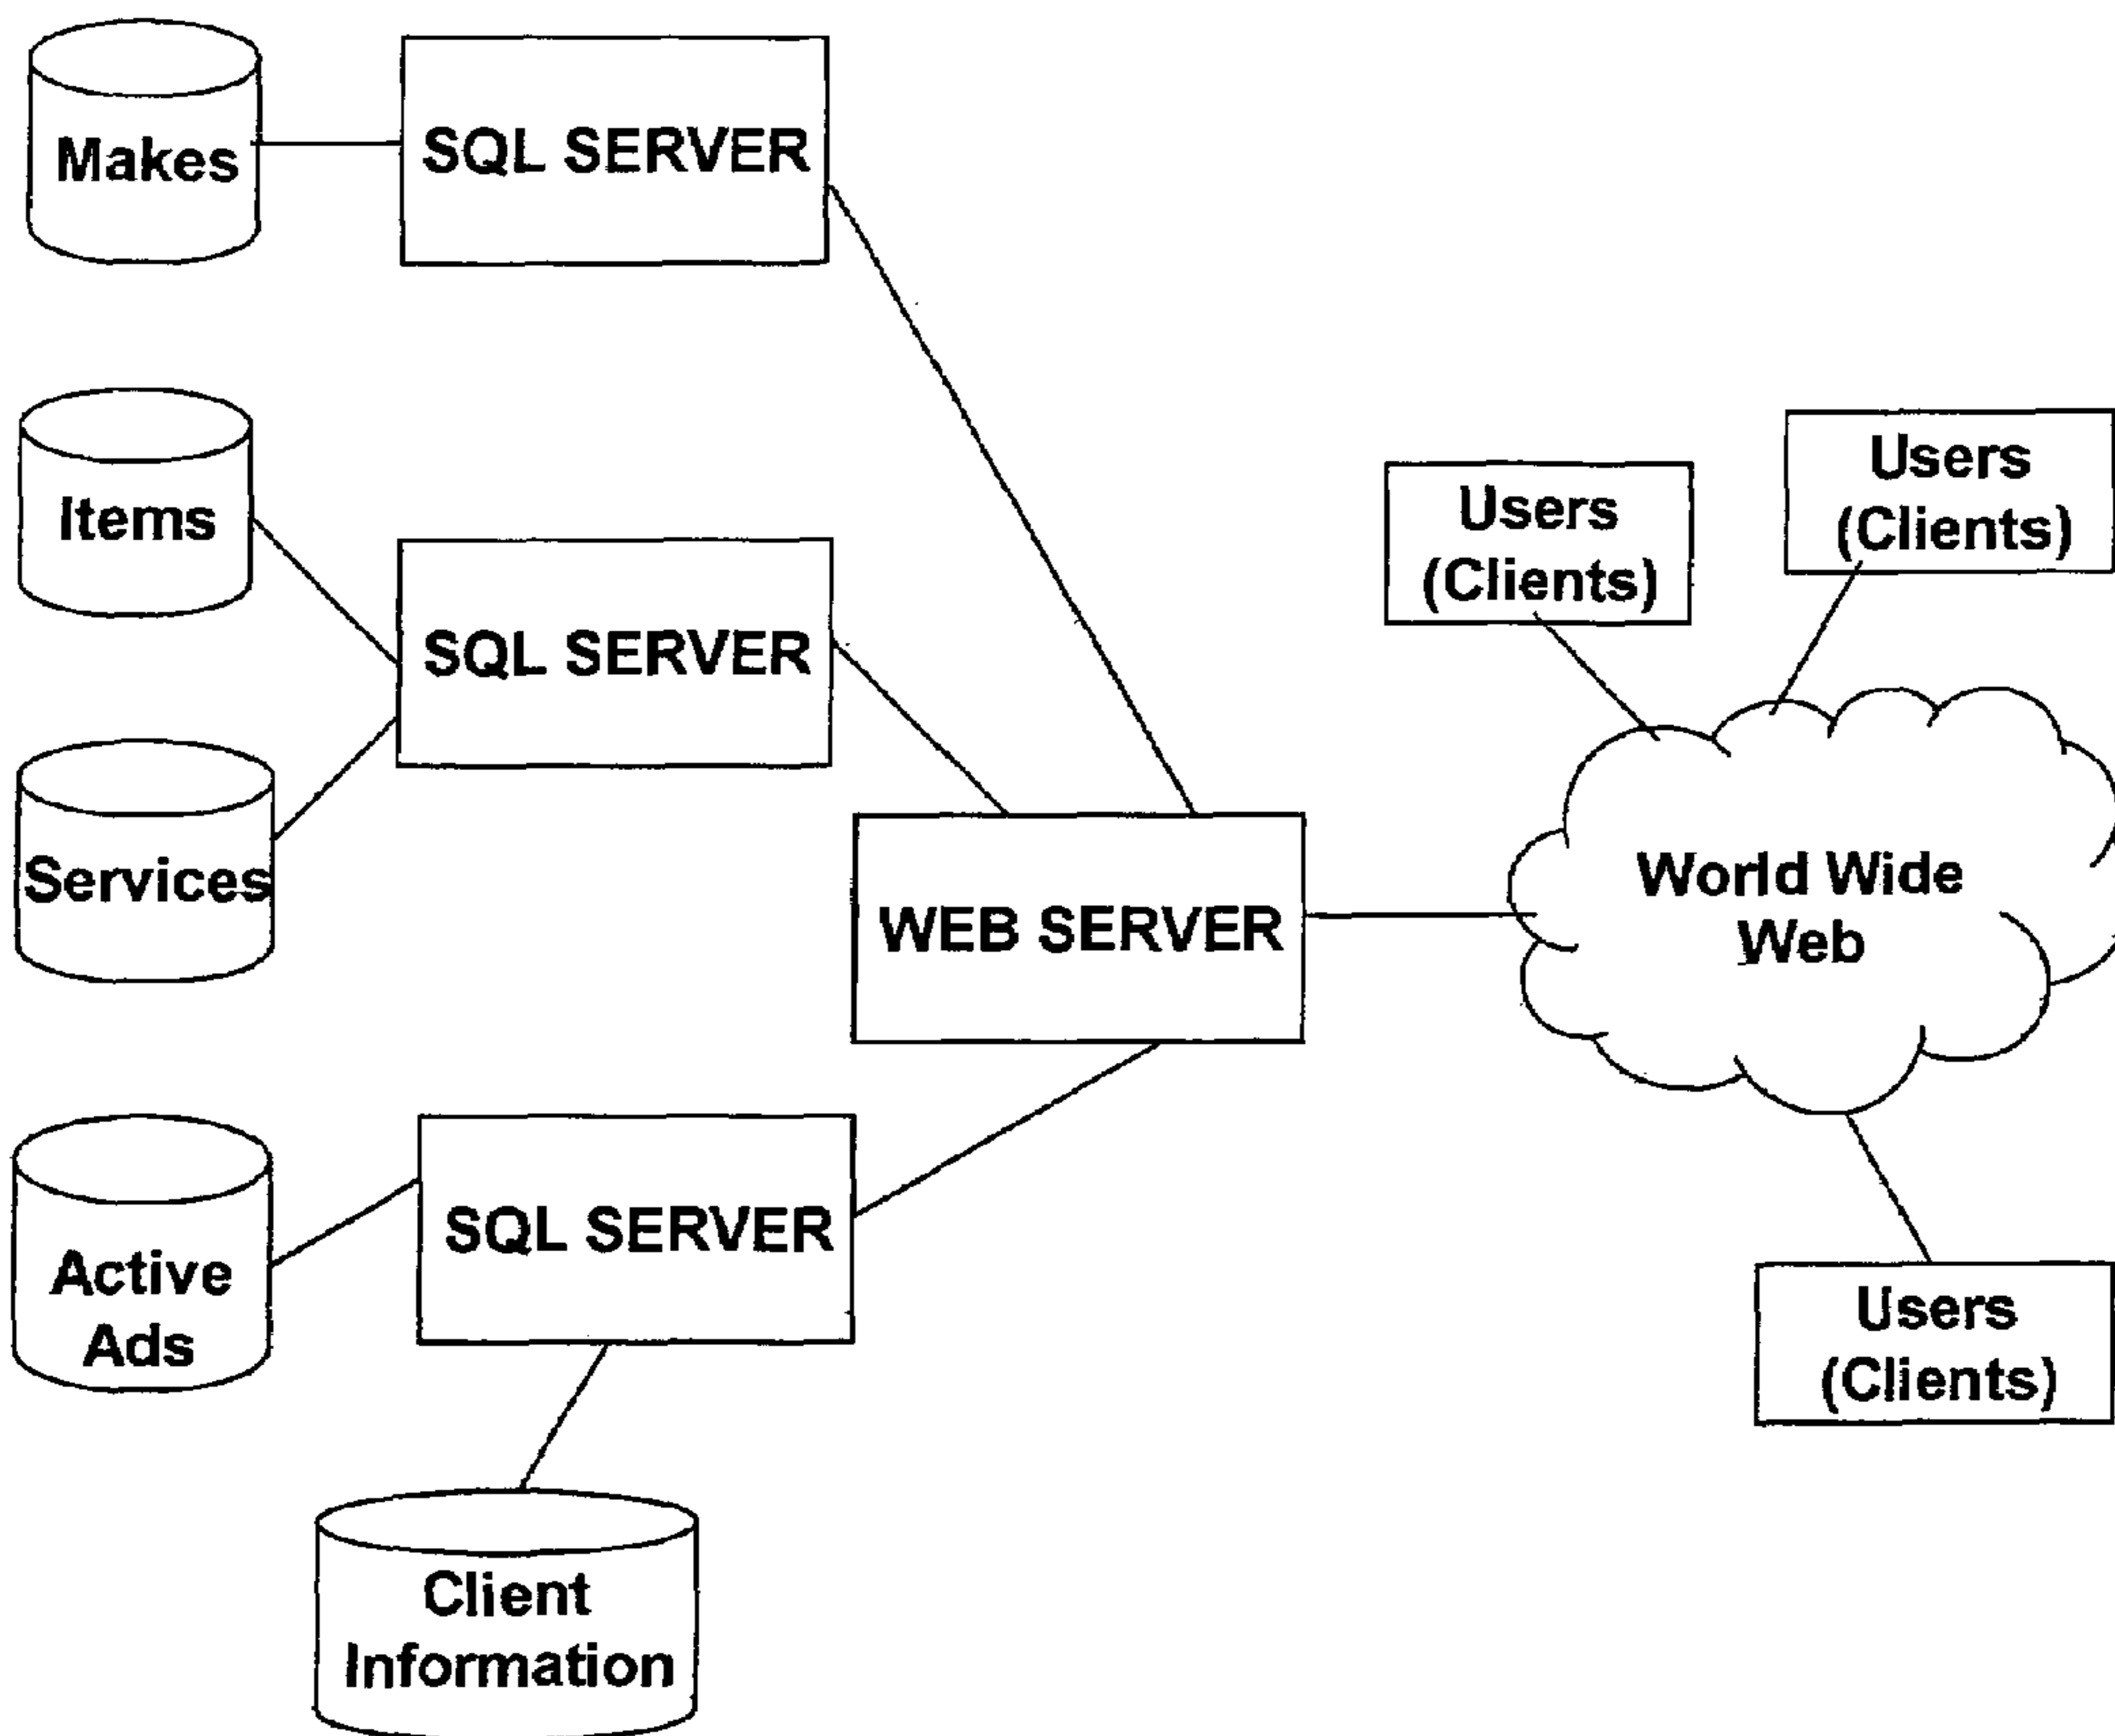 Makes
SQL SERVER
Items
SQL SERVER
Services
Users
(Clients)
Users
(Clients)
WEB SERVER
World Wide
Web
Active
Ads
SQL SERVER
Users
(Clients)
Client
Information